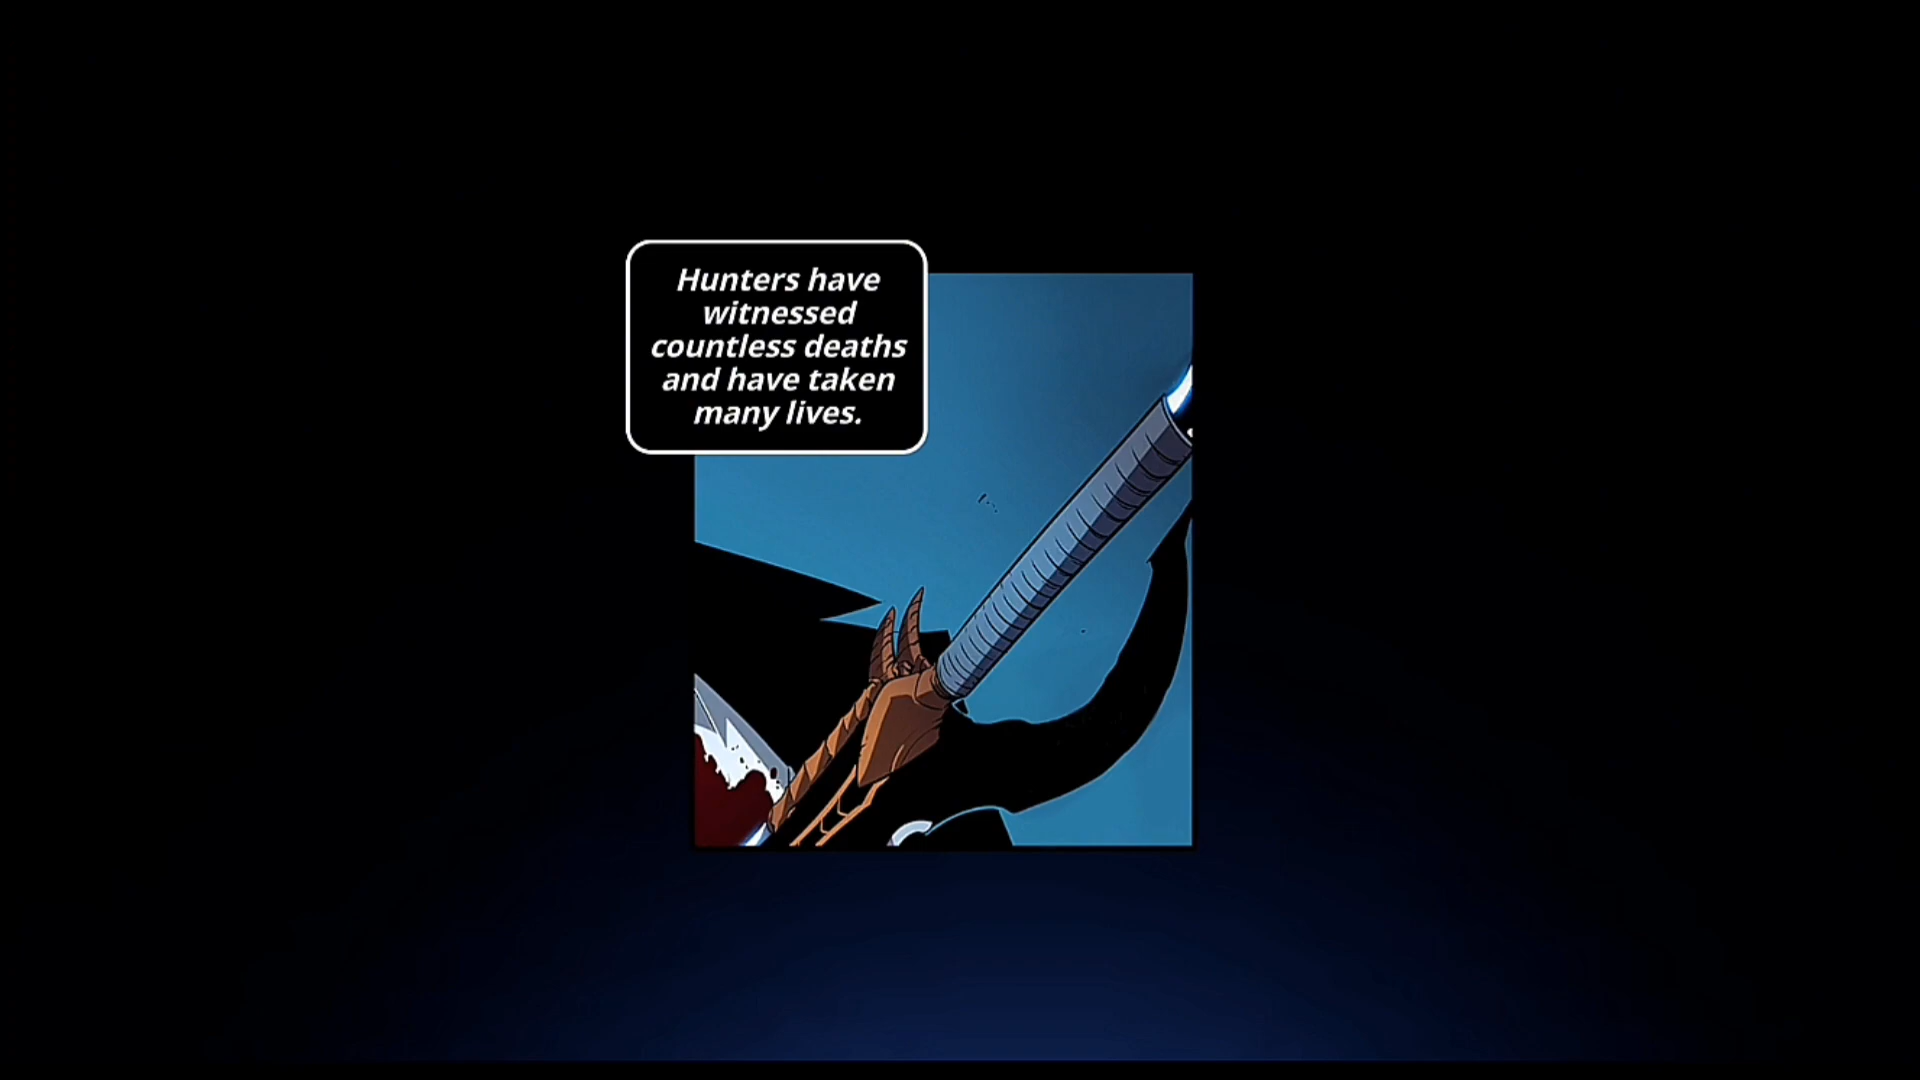 Hunters have
witnessed
countless deaths
and have taken
many lives.